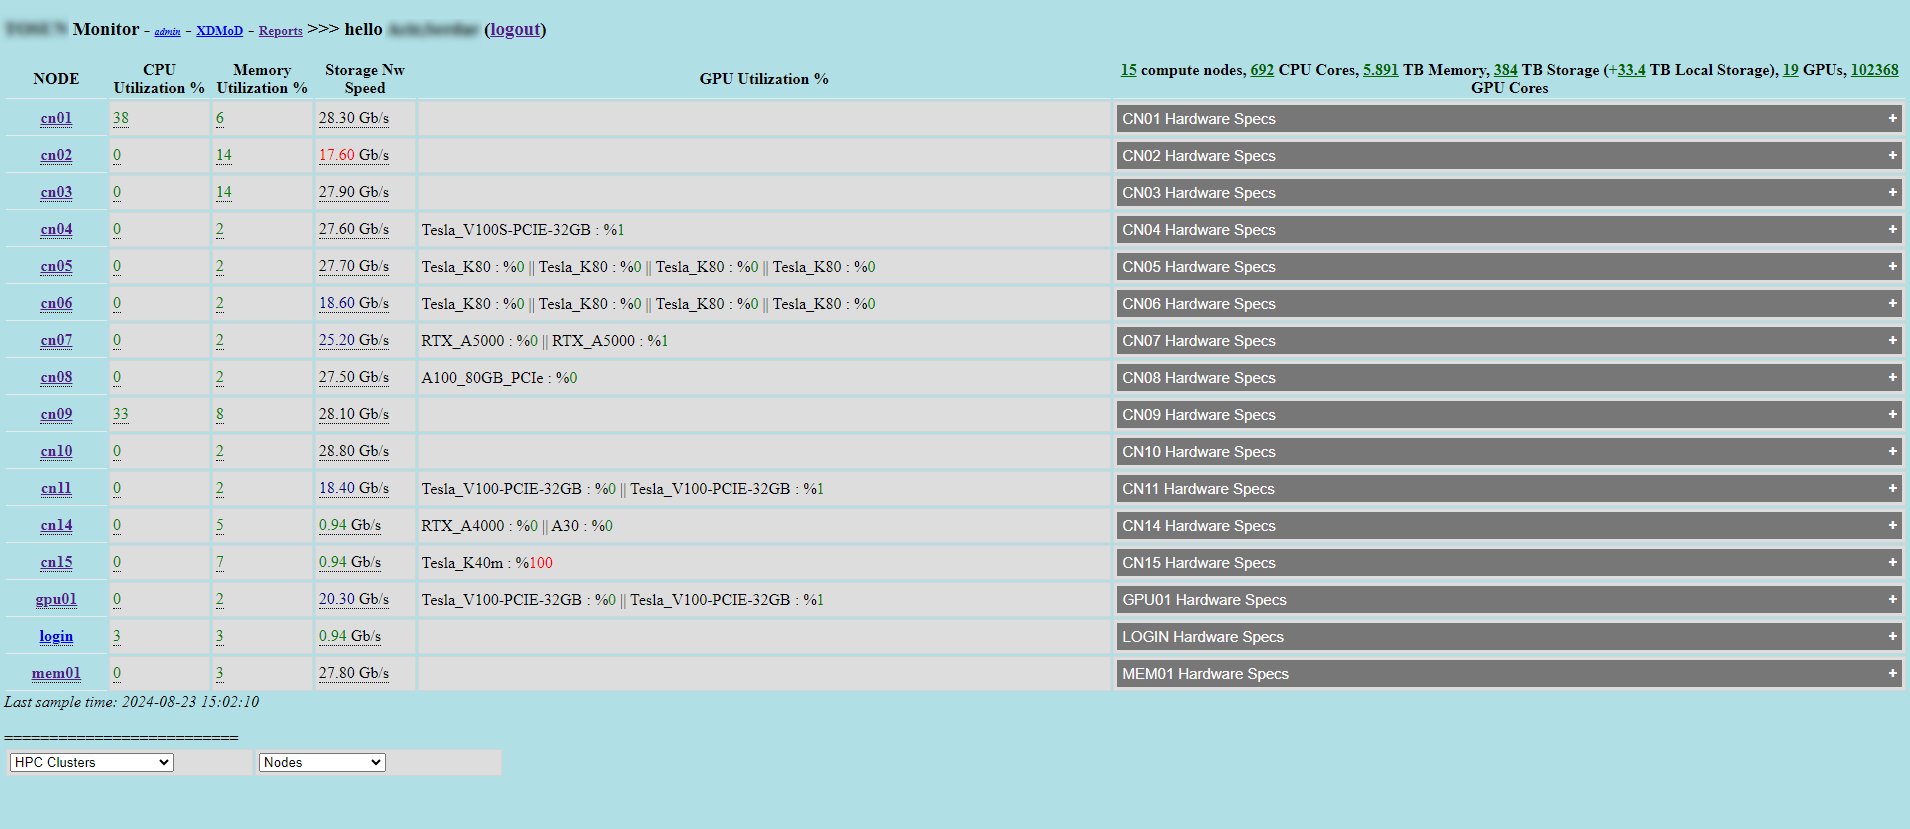 Monitor - admin - XDMoD - Reports >>> hello (logout)
NODE CPU Utilization % Memory Utilization % Storage Nw Speed GPU Utilization % 15 compute nodes, 692 CPU Cores, 5.891 TB Memory, 384 TB Storage (+33.4 TB Local Storage), 19 GPUs, 102368 GPU Cores
cn01 38 6 28.30 Gb/s CN01 Hardware Specs +
cn02 0 14 17.60 Gb/s CN02 Hardware Specs +
cn03 0 14 27.90 Gb/s CN03 Hardware Specs +
cn04 0 2 27.60 Gb/s Tesla_V100S-PCIE-32GB : %1 CN04 Hardware Specs +
cn05 0 2 27.70 Gb/s Tesla_K80 : %0 || Tesla_K80 : %0 || Tesla_K80 : %0 || Tesla_K80 : %0 CN05 Hardware Specs +
cn06 0 2 18.60 Gb/s Tesla_K80 : %0 || Tesla_K80 : %0 || Tesla_K80 : %0 || Tesla_K80 : %0 CN06 Hardware Specs +
cn07 0 2 25.20 Gb/s RTX_A5000 : %0 || RTX_A5000 : %1 CN07 Hardware Specs +
cn08 0 2 27.50 Gb/s A100_80GB_PCIe : %0 CN08 Hardware Specs +
cn09 33 8 28.10 Gb/s CN09 Hardware Specs +
cn10 0 2 28.80 Gb/s CN10 Hardware Specs +
cn11 0 2 18.40 Gb/s Tesla_V100-PCIE-32GB : %0 || Tesla_V100-PCIE-32GB : %1 CN11 Hardware Specs +
cn14 0 5 0.94 Gb/s RTX_A4000 : %0 || A30 : %0 CN14 Hardware Specs +
cn15 0 7 0.94 Gb/s Tesla_K40m : %100 CN15 Hardware Specs +
gpu01 0 2 20.30 Gb/s Tesla_V100-PCIE-32GB : %0 || Tesla_V100-PCIE-32GB : %1 GPU01 Hardware Specs +
login 3 3 0.94 Gb/s LOGIN Hardware Specs +
mem01 0 3 27.80 Gb/s MEM01 Hardware Specs +
Last sample time: 2024-08-23 15:02:10
==========================
HPC Clusters Nodes